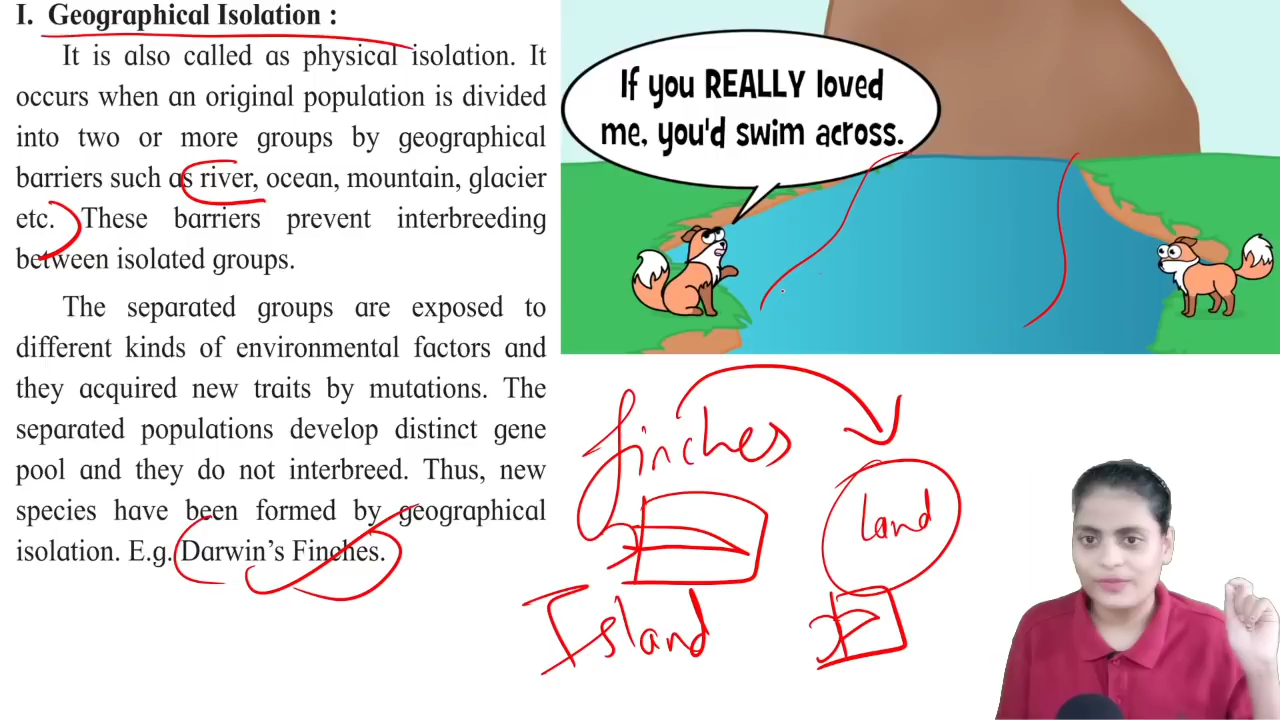 I. Geographical Isolation :
It is also called as physical isolation. It
occurs when an original population is divided
into two or more groups by geographical
barriers such as river, ocean, mountain, glacier
etc. These barriers prevent interbreeding
between isolated groups.
The separated groups are exposed to
different kinds of environmental factors and
they acquired new traits by mutations. The
separated populations develop distinct gene
pool and they do not interbreed. Thus, new
species have been formed by geographical
isolation. E.g. Darwin's Finches.
If you REALLY loved
me, you'd swim across.
finches
land
Island